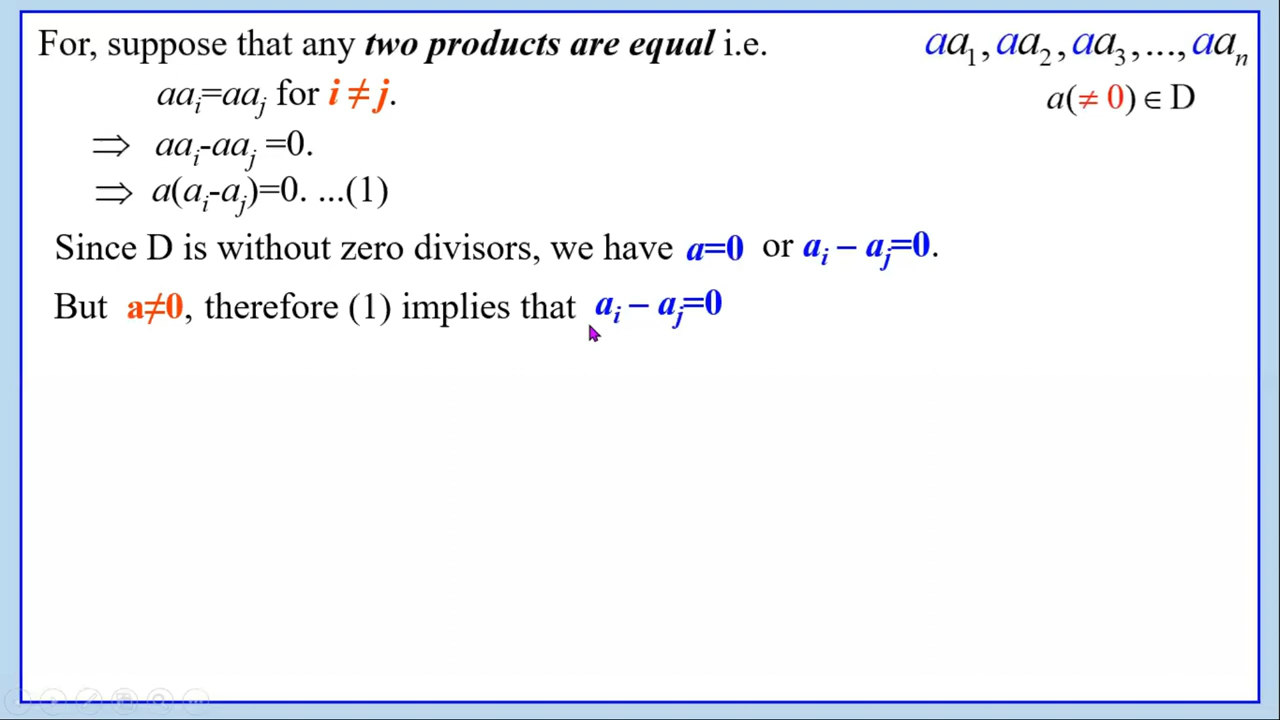 For, suppose that any two products are equal i.e.
aa₁, aa₂, aa₃, ..., aaₙ
aaᵢ=aaⱼ for i ≠ j.
a(≠ 0) ∈ D
⇒ aaᵢ-aaⱼ =0.
⇒ a(aᵢ-aⱼ)=0. ...(1)
Since D is without zero divisors, we have a=0 or aᵢ – aⱼ=0.
But a≠0, therefore (1) implies that aᵢ – aⱼ=0